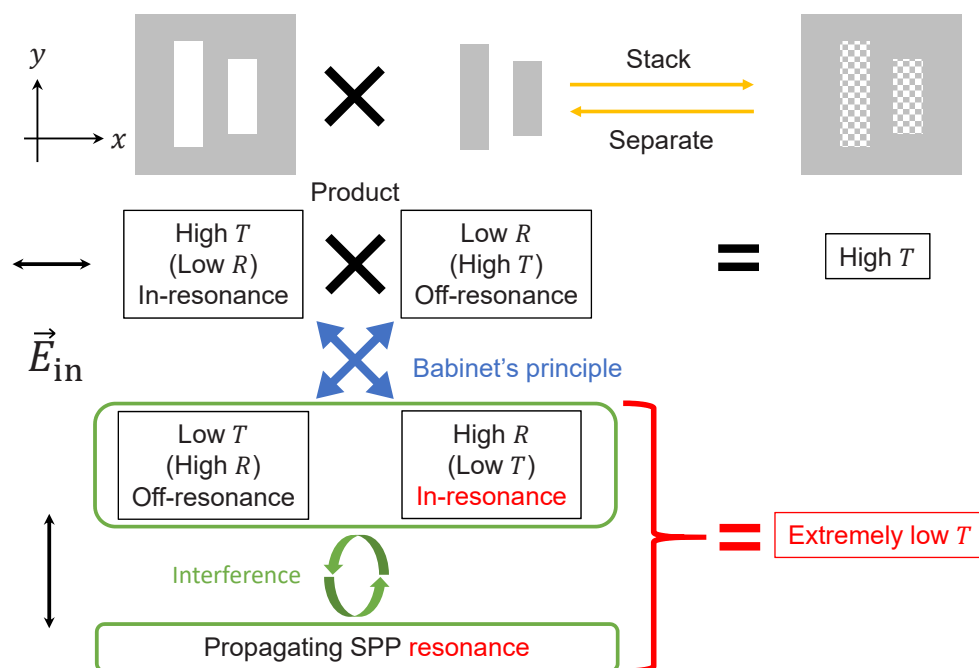 y
x
Stack
Separate
Product
High T
(Low R)
In-resonance
Low R
(High T)
Off-resonance
=
High T
E⃗in
Babinet's principle
Low T
(High R)
Off-resonance
High R
(Low T)
In-resonance
=
Extremely low T
Interference
Propagating SPP resonance